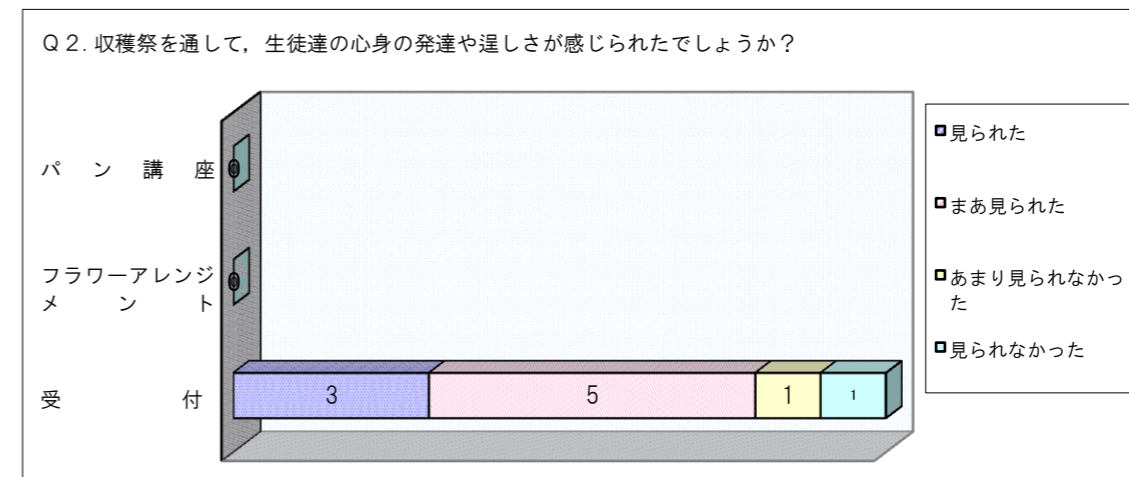 Ｑ２．収穫祭を通して，生徒達の心身の発達や逞しさが感じられたでしょうか？
パン講座
0
フラワーアレンジ
メント
0
受付
3
5
1
1
見られた
まあ見られた
あまり見られなかっ
た
見られなかった